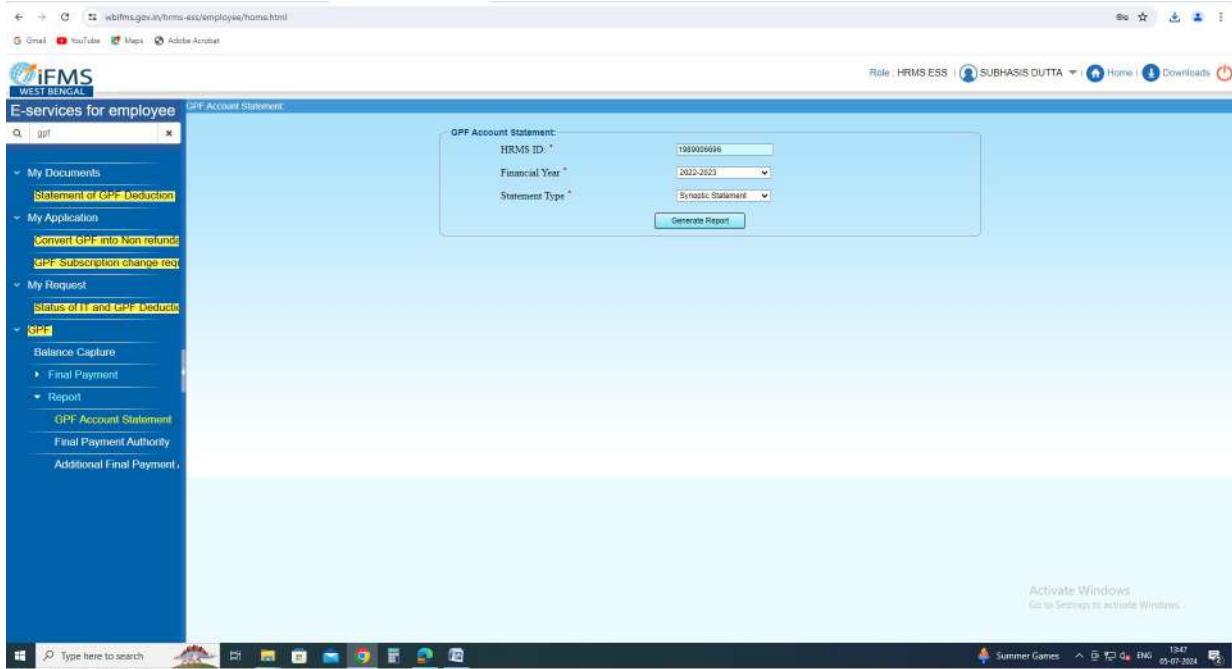 wbifms.gov.in/hrms-ess/employee/home.html
Gmail YouTube Maps Adobe Acrobat
iFMS
WEST BENGAL
Role : HRMS ESS SUBHASIS DUTTA Home Downloads
E-services for employee
GPF Account Statement:
gpf
My Documents
Statement of GPF Deduction
My Application
Convert GPF into Non refunda
GPF Subscription change requ
My Request
Status of IT and GPF Deductio
GPF
Balance Capture
Final Payment
Report
GPF Account Statement
Final Payment Authority
Additional Final Payment
GPF Account Statement:
HRMS ID: * 1989006696
Financial Year * 2022-2023
Statement Type * Synoptic Statement
Generate Report
Activate Windows
Go to Settings to activate Windows.
Type here to search
Summer Games
ENG
13:47
05-07-2024